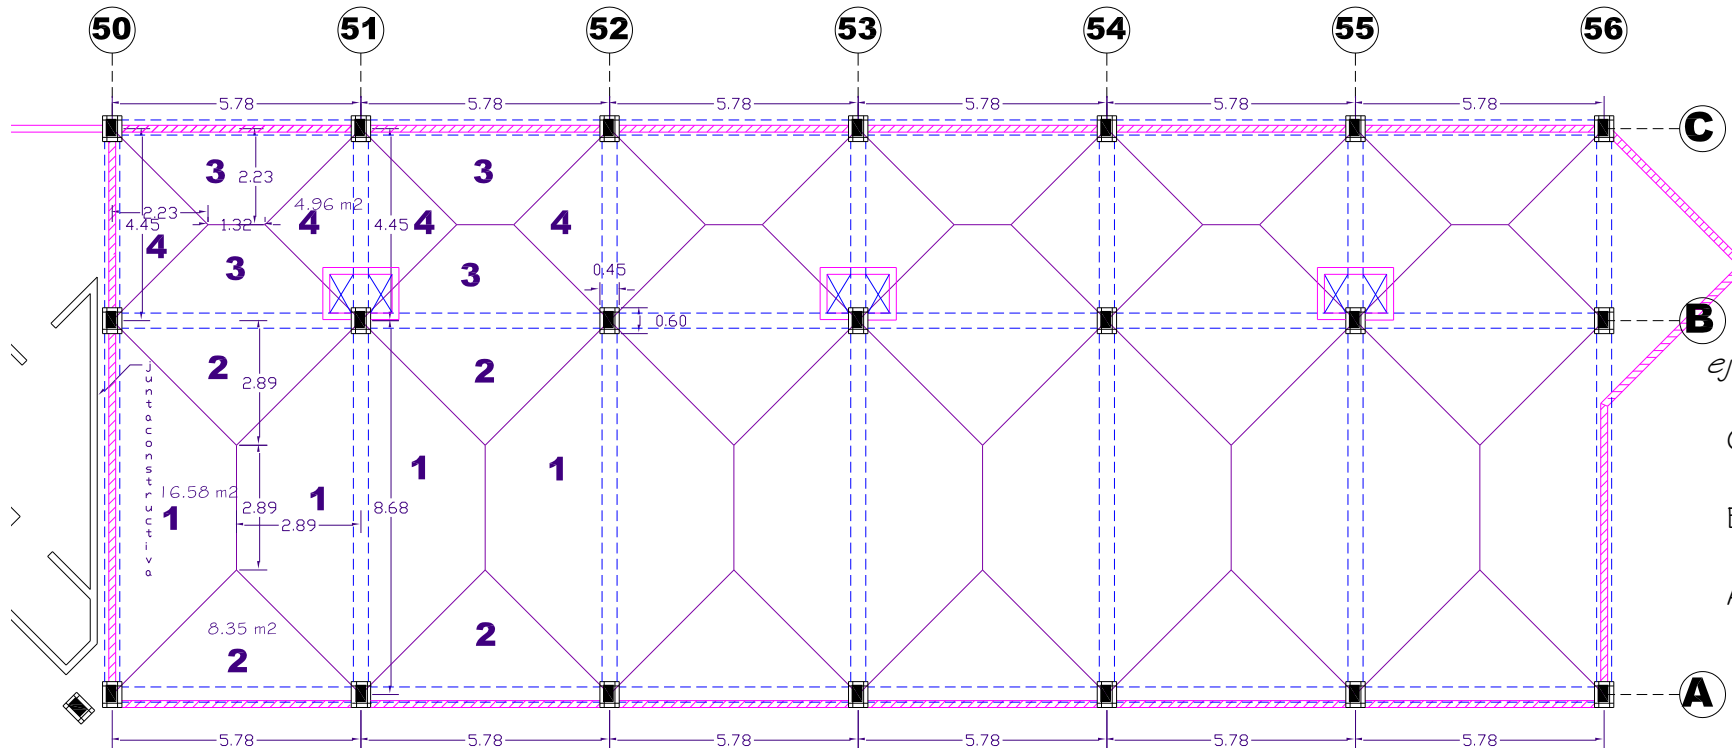 50 51 52 53 54 55 56
5.78 5.78 5.78 5.78 5.78 5.78
C
3 2.23 3
4.96 m2
2.23
4.45 1.32 4 4.45 4 4
4
3 3 0.45
0.60 B
2 2.89 2
juntaconstructiva
1 1
16.58 m2 1
1 2.89 8.68
2.89
8.35 m2
2 2
A
5.78 5.78 5.78 5.78 5.78 5.78